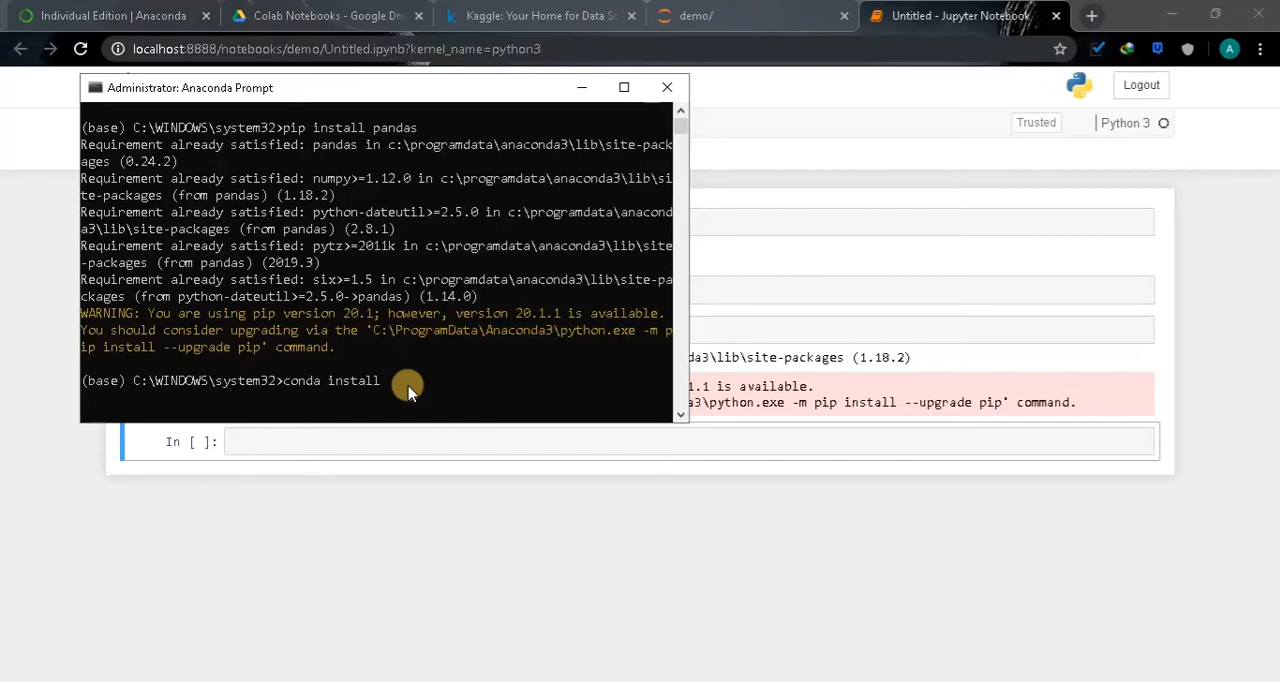 Individual Edition | Anaconda
Colab Notebooks - Google Dri
Kaggle: Your Home for Data Sc
demo/
Untitled - Jupyter Notebook
localhost:8888/notebooks/demo/Untitled.ipynb?kernel_name=python3
A
Logout
Trusted
Python 3
Administrator: Anaconda Prompt
(base) C:\WINDOWS\system32>pip install pandas
Requirement already satisfied: pandas in c:\programdata\anaconda3\lib\site-pack
ages (0.24.2)
Requirement already satisfied: numpy>=1.12.0 in c:\programdata\anaconda3\lib\si
te-packages (from pandas) (1.18.2)
Requirement already satisfied: python-dateutil>=2.5.0 in c:\programdata\anacond
a3\lib\site-packages (from pandas) (2.8.1)
Requirement already satisfied: pytz>=2011k in c:\programdata\anaconda3\lib\site
-packages (from pandas) (2019.3)
Requirement already satisfied: six>=1.5 in c:\programdata\anaconda3\lib\site-pa
ckages (from python-dateutil>=2.5.0->pandas) (1.14.0)
WARNING: You are using pip version 20.1; however, version 20.1.1 is available.
You should consider upgrading via the 'C:\ProgramData\Anaconda3\python.exe -m p
ip install --upgrade pip' command.
(base) C:\WINDOWS\system32>conda install
da3\lib\site-packages (1.18.2)
.1.1 is available.
a3\python.exe -m pip install --upgrade pip' command.
In [ ]: